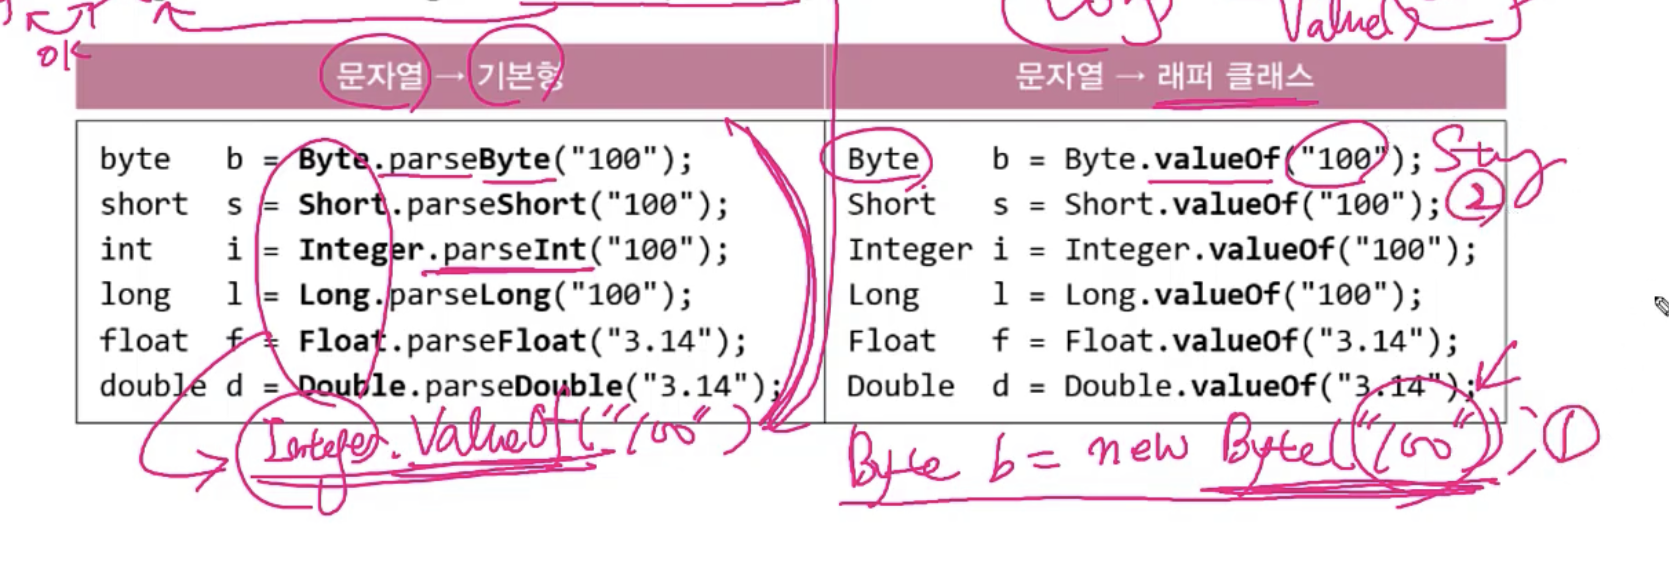 OK
Value()
문자열 → 기본형
문자열 → 래퍼 클래스
byte b = Byte.parseByte("100");
short s = Short.parseShort("100");
int i = Integer.parseInt("100");
long l = Long.parseLong("100");
float f = Float.parseFloat("3.14");
double d = Double.parseDouble("3.14");
Integer.ValueOf("100")
Byte b = Byte.valueOf("100");
Short s = Short.valueOf("100"); ②
Integer i = Integer.valueOf("100");
Long l = Long.valueOf("100");
Float f = Float.valueOf("3.14");
Double d = Double.valueOf("3.14");
Byte b = new Byte("100"); ①